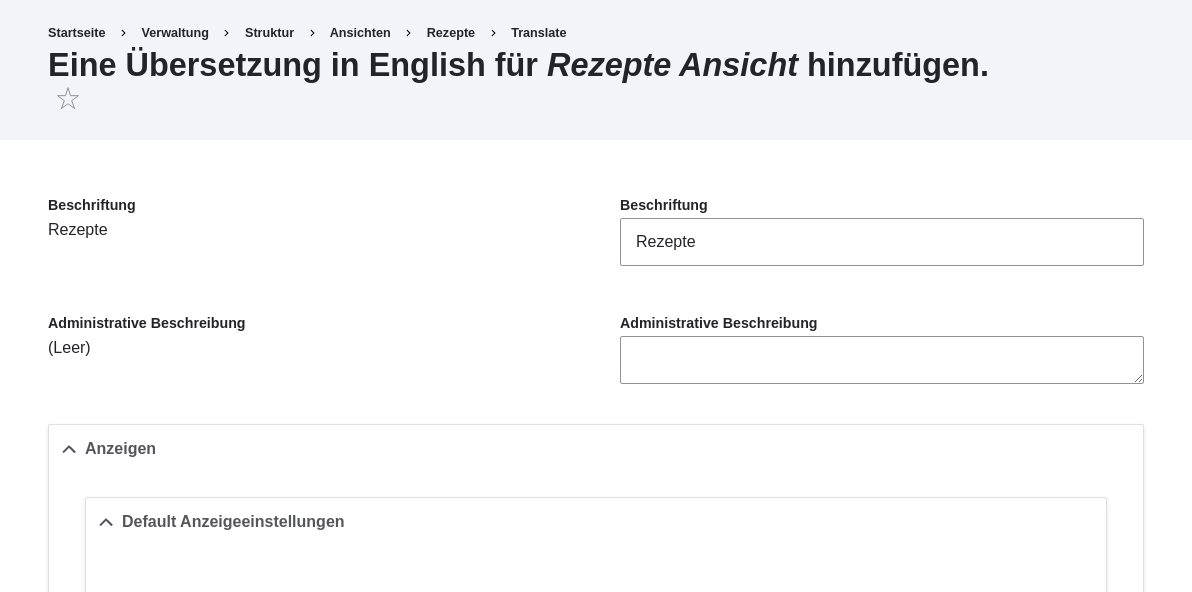 Startseite Verwaltung Struktur Ansichten Rezepte Translate
Eine Übersetzung in English für Rezepte Ansicht hinzufügen.
Beschriftung
Rezepte
Beschriftung
Rezepte
Administrative Beschreibung
(Leer)
Administrative Beschreibung
Anzeigen
Default Anzeigeeinstellungen